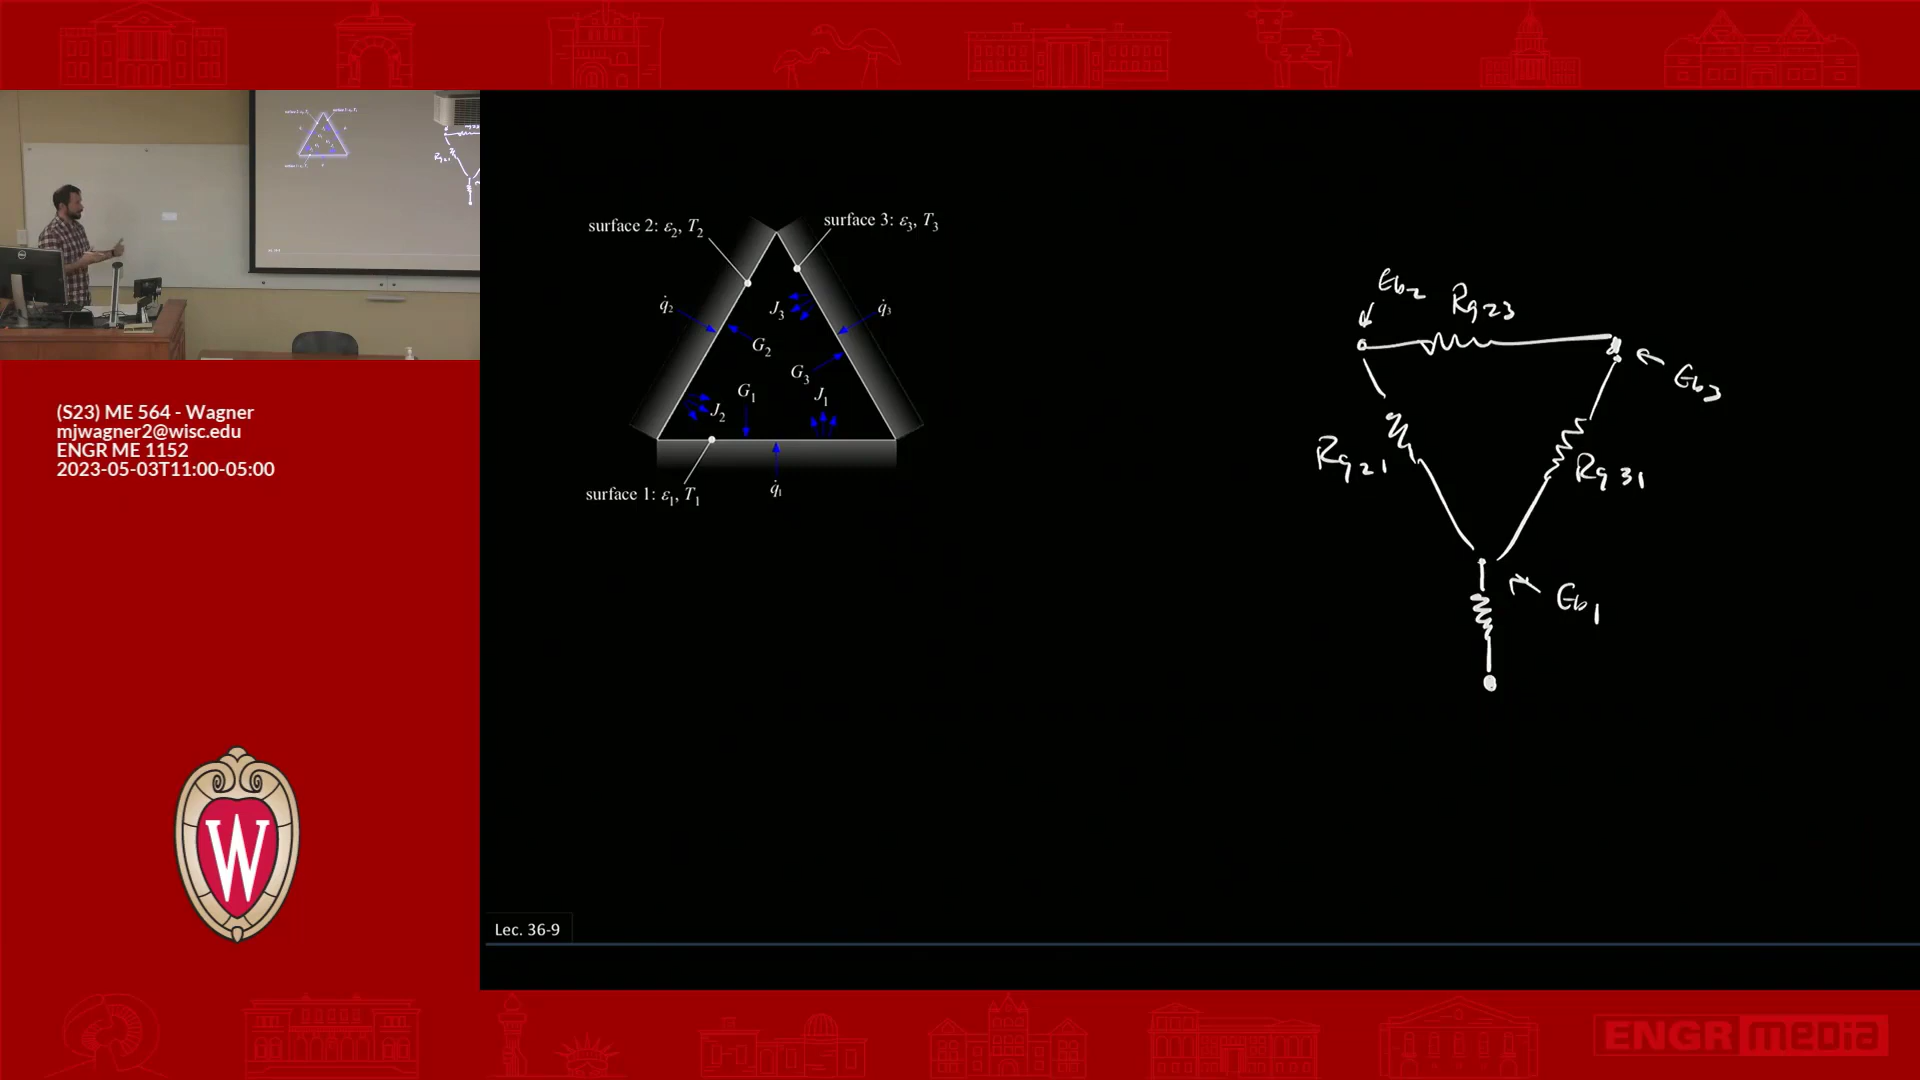 (S23) ME 564 - Wagner
mjwagner2@wisc.edu
ENGR ME 1152
2023-05-03T11:00-05:00
W
surface 2: ε2, T2
surface 3: ε3, T3
q̇2
J3
q̇3
G2
G3
G1
J1
J2
surface 1: ε1, T1
q̇1
Eb2
Rg23
Eb3
Rg21
Rg31
Eb1
Lec. 36-9
ENGR media